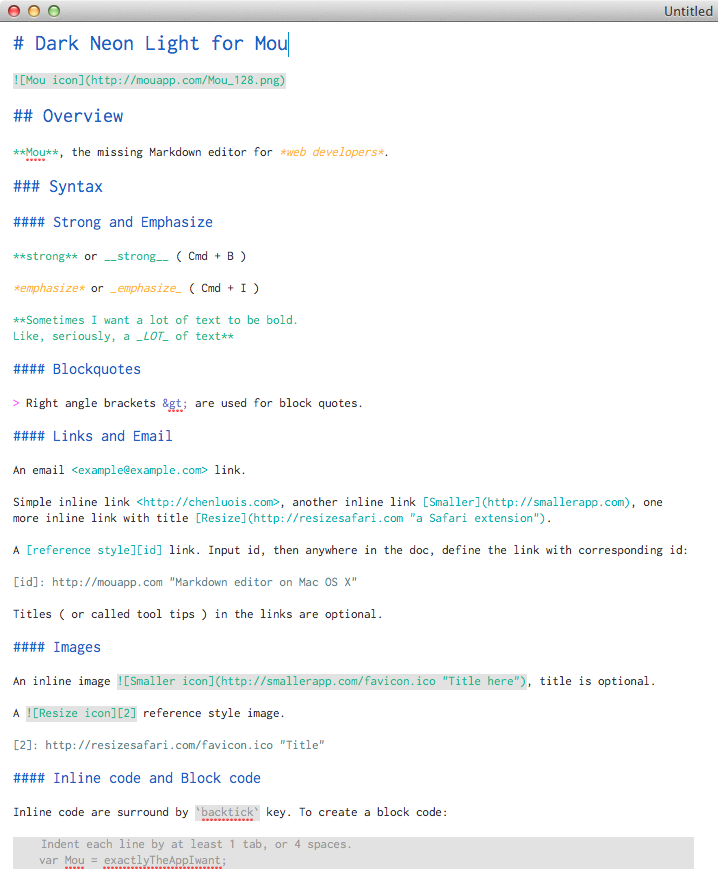 Untitled
# Dark Neon Light for Mou
![Mou icon](http://mouapp.com/Mou_128.png)
## Overview
**Mou**, the missing Markdown editor for *web developers*.
### Syntax
#### Strong and Emphasize
**strong** or __strong__ ( Cmd + B )
*emphasize* or _emphasize_ ( Cmd + I )
**Sometimes I want a lot of text to be bold.
Like, seriously, a _LOT_ of text**
#### Blockquotes
> Right angle brackets &gt; are used for block quotes.
#### Links and Email
An email <example@example.com> link.
Simple inline link <http://chenluois.com>, another inline link [Smaller](http://smallerapp.com), one
more inline link with title [Resize](http://resizesafari.com "a Safari extension").
A [reference style][id] link. Input id, then anywhere in the doc, define the link with corresponding id:
[id]: http://mouapp.com "Markdown editor on Mac OS X"
Titles ( or called tool tips ) in the links are optional.
#### Images
An inline image ![Smaller icon](http://smallerapp.com/favicon.ico "Title here"), title is optional.
A ![Resize icon][2] reference style image.
[2]: http://resizesafari.com/favicon.ico "Title"
#### Inline code and Block code
Inline code are surround by `backtick` key. To create a block code:
Indent each line by at least 1 tab, or 4 spaces.
var Mou = exactlyTheAppIwant;